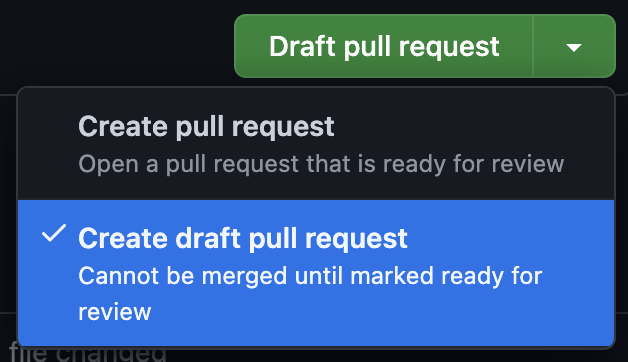 Draft pull request
Create pull request
Open a pull request that is ready for review
Create draft pull request
Cannot be merged until marked ready for
review
file changed